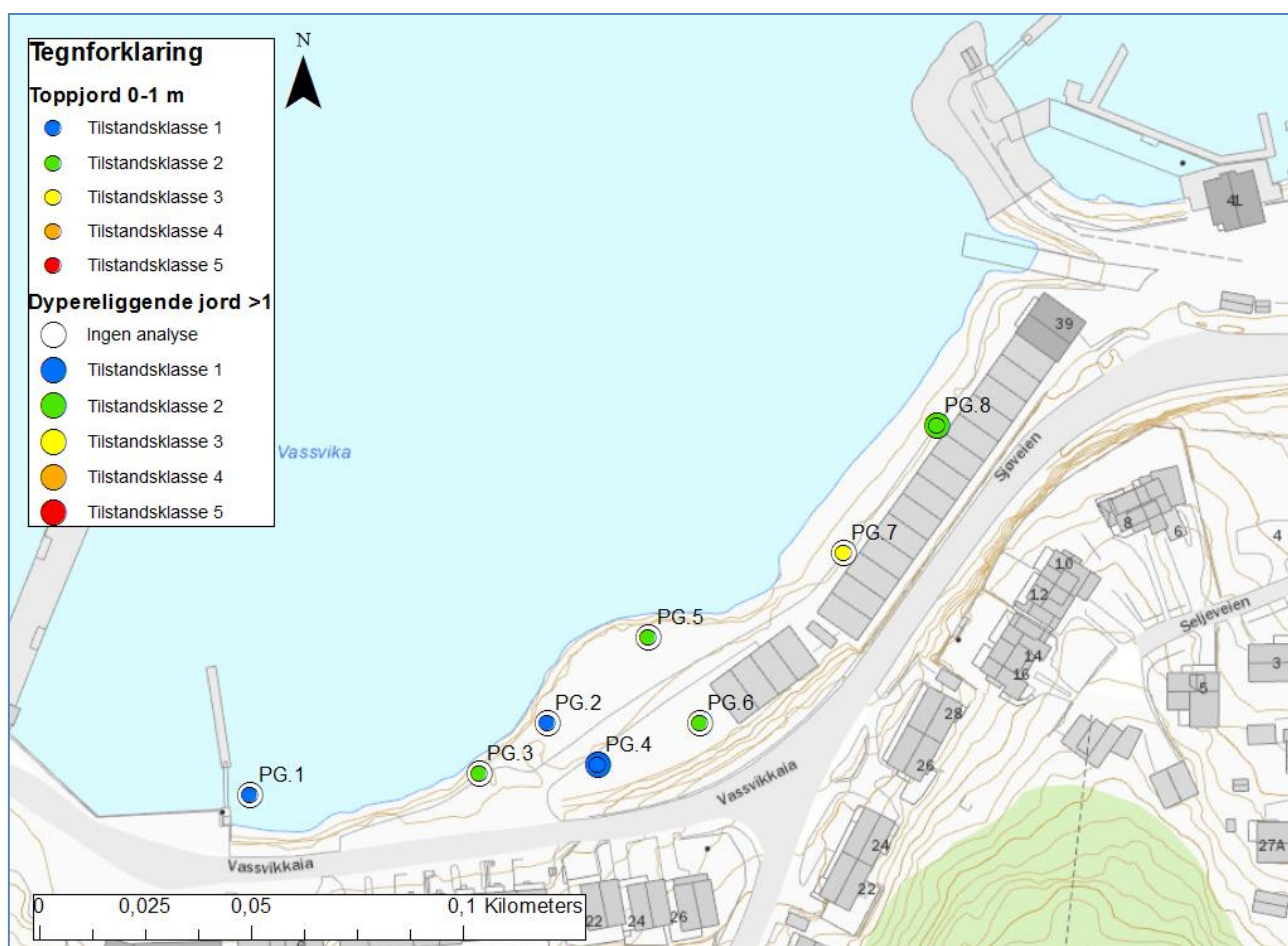 Tegnforklaring
Toppjord 0-1 m
Tilstandsklasse 1
Tilstandsklasse 2
Tilstandsklasse 3
Tilstandsklasse 4
Tilstandsklasse 5
Dypereliggende jord >1
Ingen analyse
Tilstandsklasse 1
Tilstandsklasse 2
Tilstandsklasse 3
Tilstandsklasse 4
Tilstandsklasse 5
N
41
39
PG.8
Vassvika
Sjøveien
8
6
4
PG.7
10
12
Seljeveien
PG.5
14
16
3
5
PG.2
PG.6
28
PG.4
PG.3
26
PG.1
Vassvikkaia
24
27A
Vassvikkaia
22
0 0,025 0,05 0,1 Kilometers
22 24 26